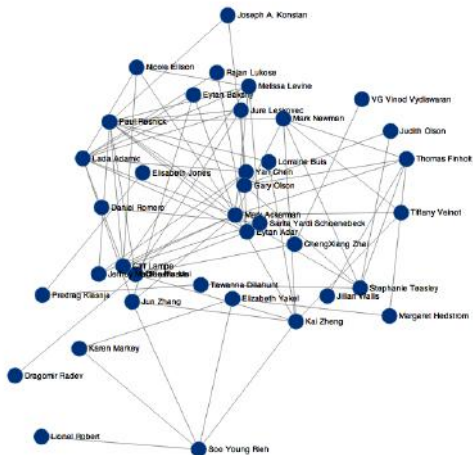 Joseph A. Konstan
Nicole Ellison
Rajan Lukose
Melissa Levine
Eytan Bakshy
VG Vinod Vydiswaran
Jure Leskovec
Mark Newman
Paul Resnick
Judith Olson
Lada Adamic
Lorraine Buis
Thomas Finholt
Elisabeth Jones
Yan Chen
Gary Olson
Daniel Romero
Mark Ackerman
Tiffany Veinot
Sarita Yardi Schoenebeck
Eytan Adar
ChengXiang Zhai
Cliff Lampe
Tawanna Dillahunt
Stephanie Teasley
Predrag Klasnja
Jun Zhang
Elizabeth Yakel
Jillian Wallis
Margaret Hedstrom
Kai Zheng
Karen Markey
Dragomir Radev
Lionel Robert
Soo Young Rieh